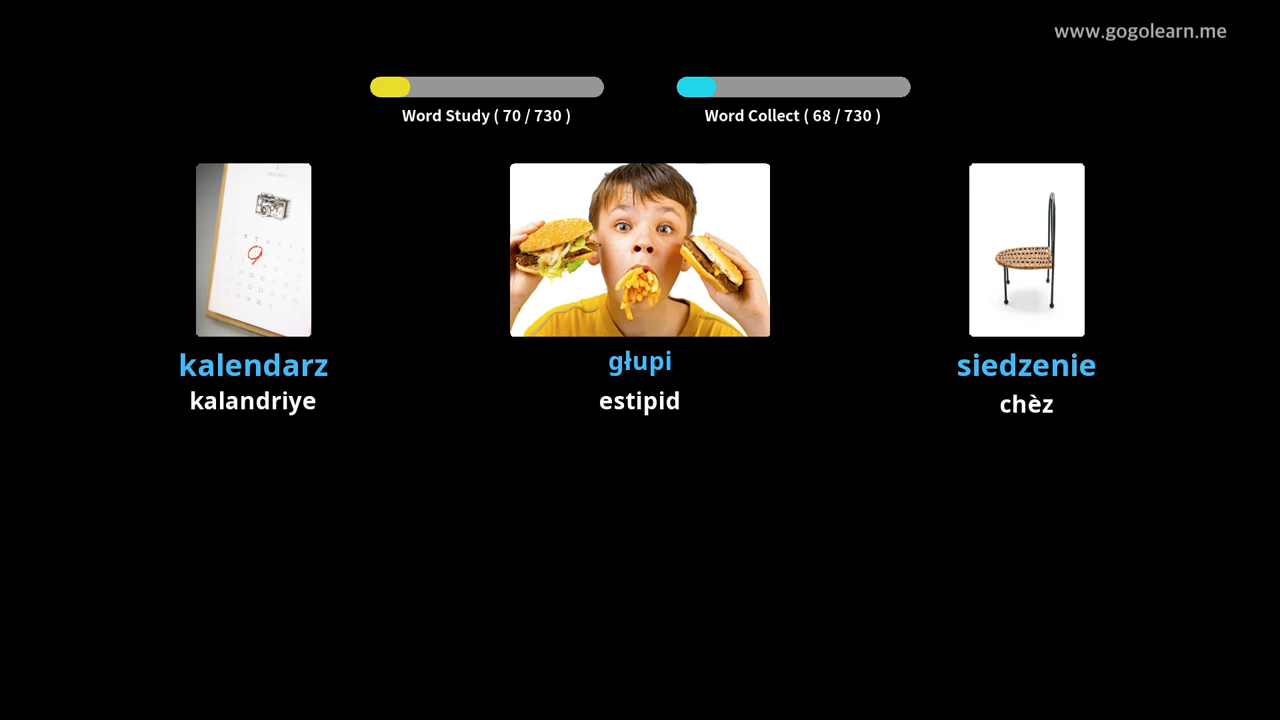 www.gogolearn.me
Word Study ( 70 / 730 )
Word Collect ( 68 / 730 )
kalendarz
kalandriye
głupi
estipid
siedzenie
chèz